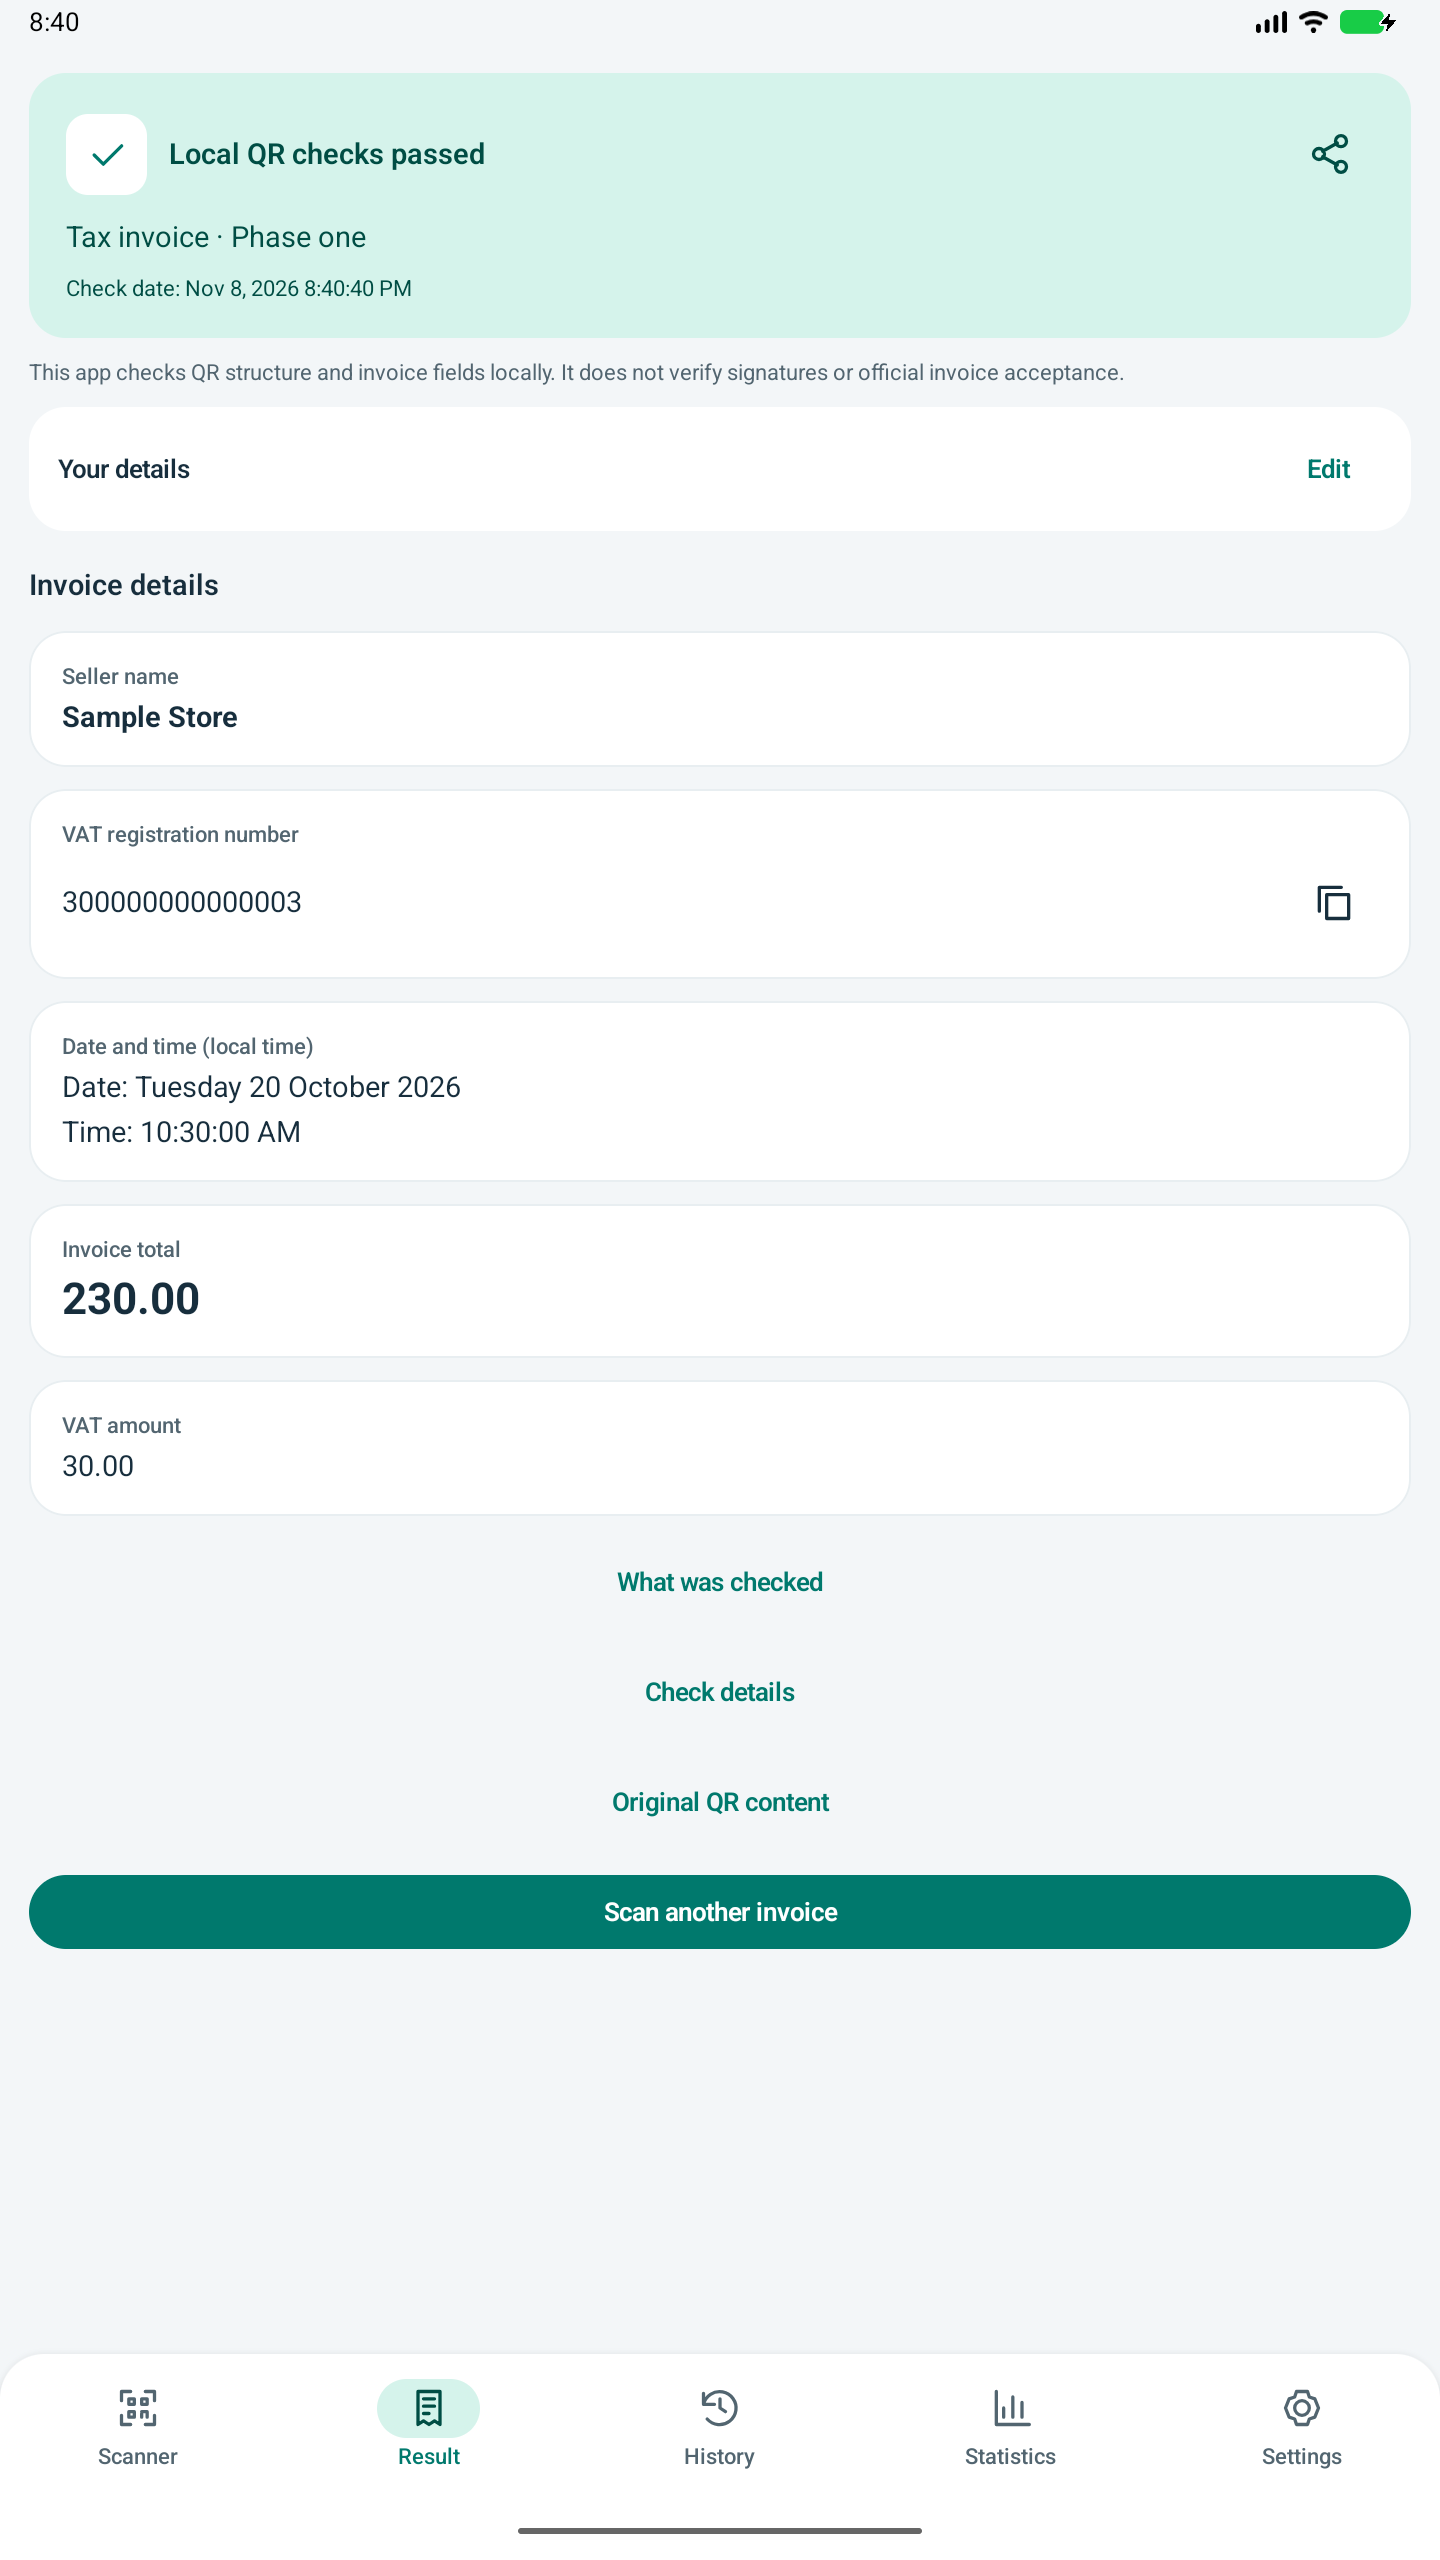 8:40
Local QR checks passed
Tax invoice · Phase one
Check date: Nov 8, 2026 8:40:40 PM
This app checks QR structure and invoice fields locally. It does not verify signatures or official invoice acceptance.
Your details
Edit
Invoice details
Seller name
Sample Store
VAT registration number
300000000000003
Date and time (local time)
Date: Tuesday 20 October 2026
Time: 10:30:00 AM
Invoice total
230.00
VAT amount
30.00
What was checked
Check details
Original QR content
Scan another invoice
Scanner
Result
History
Statistics
Settings